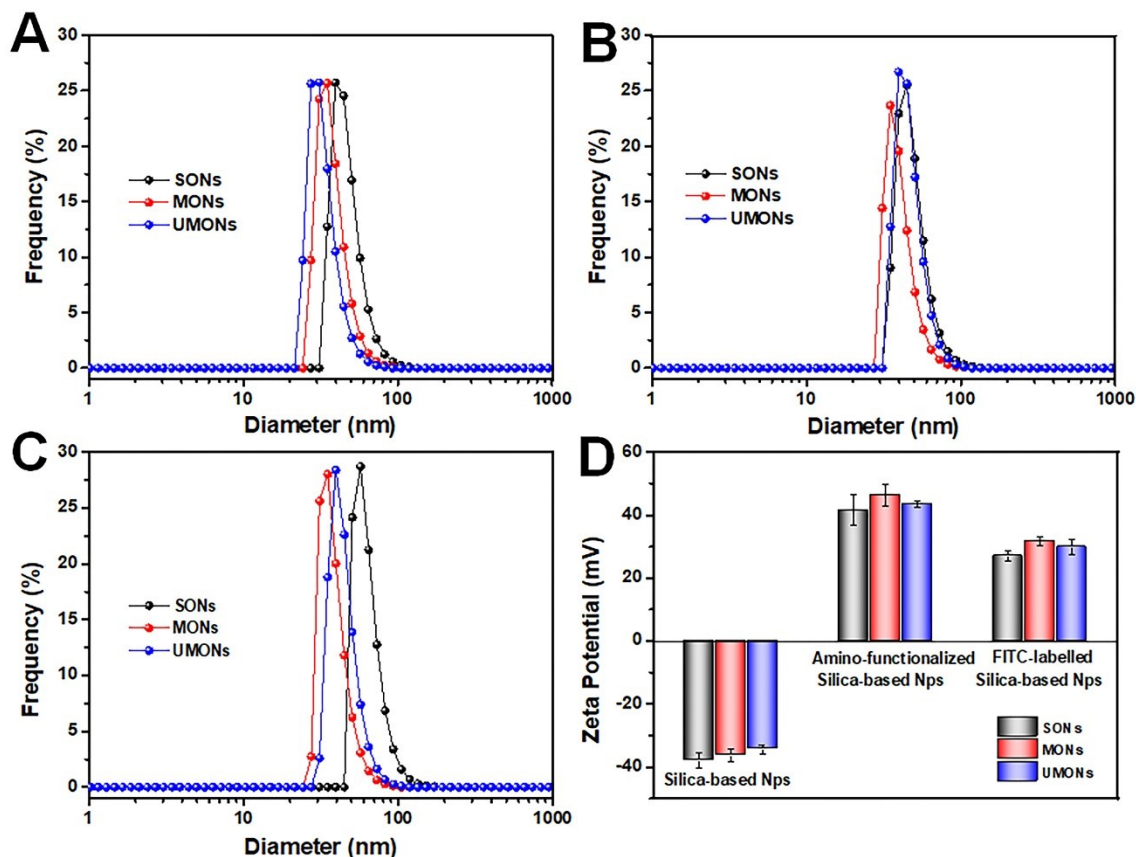 A
30
25
20
15
10
5
0
Frequency (%)
SONs
MONs
UMONs
1
10
100
1000
Diameter (nm)
B
30
25
20
15
10
5
0
Frequency (%)
SONs
MONs
UMONs
1
10
100
1000
Diameter (nm)
C
30
25
20
15
10
5
0
Frequency (%)
SONs
MONs
UMONs
1
10
100
1000
Diameter (nm)
D
60
40
20
0
-20
-40
Zeta Potential (mV)
Amino-functionalized
Silica-based Nps
FITC-labelled
Silica-based Nps
Silica-based Nps
SONs
MONs
UMONs